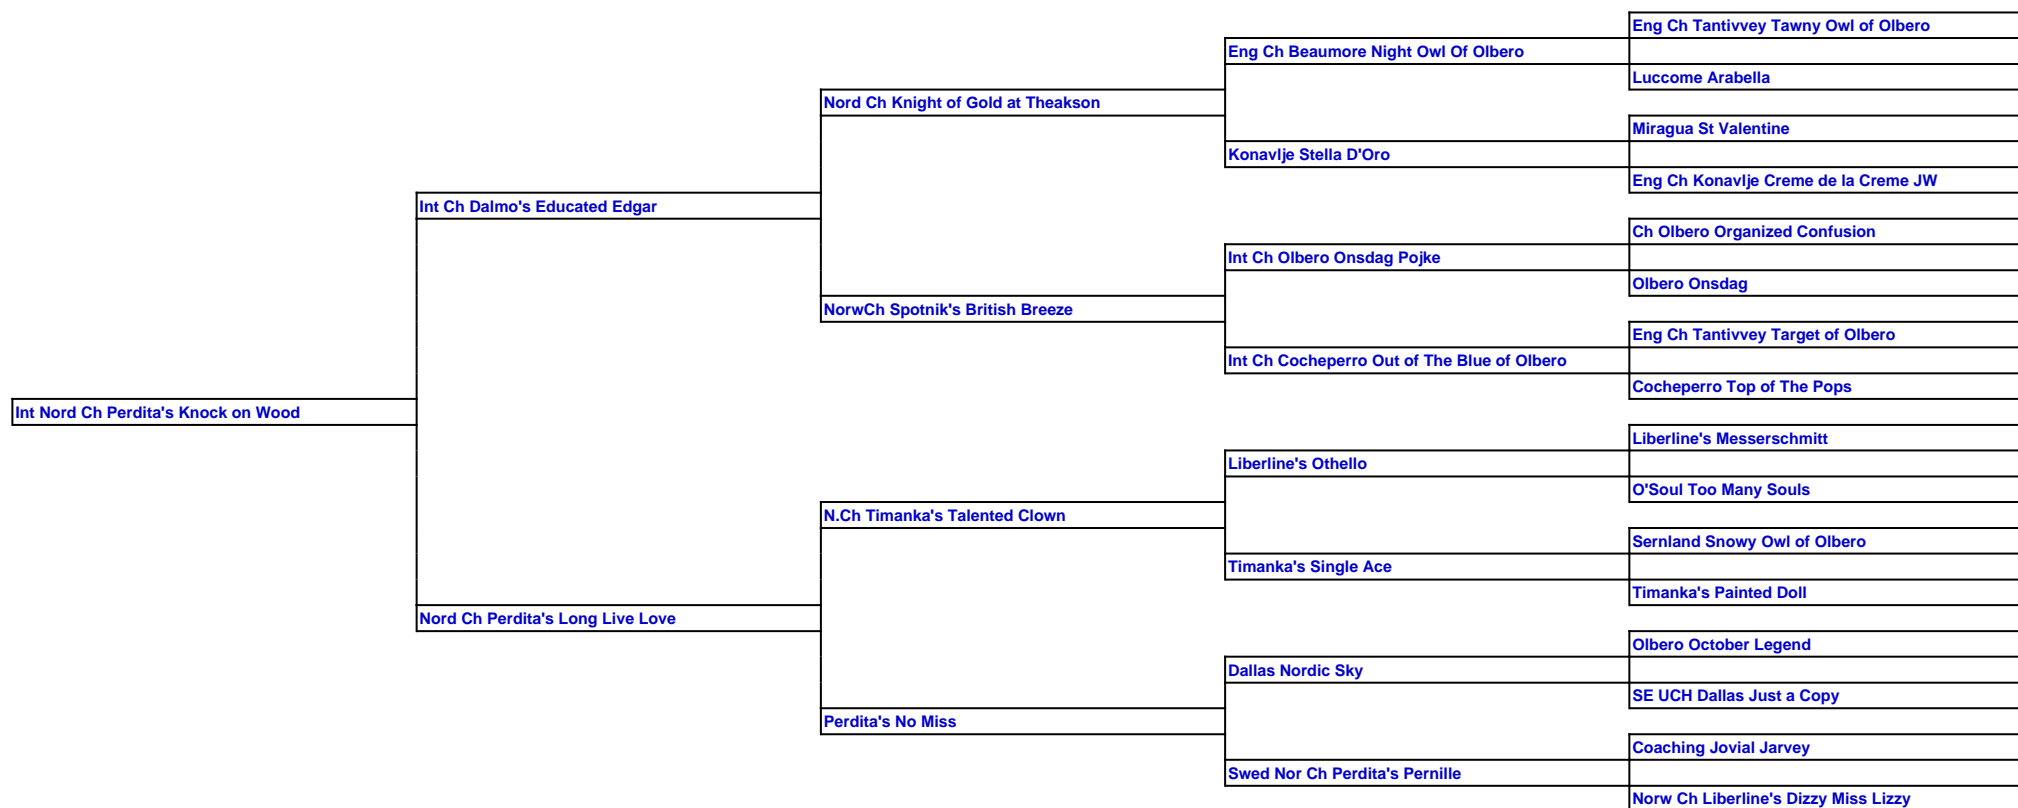 Eng Ch Tantivvey Tawny Owl of Olbero
Eng Ch Beaumore Night Owl Of Olbero
Luccome Arabella
Nord Ch Knight of Gold at Theakson
Miragua St Valentine
Konavlje Stella D'Oro
Eng Ch Konavlje Creme de la Creme JW
Int Ch Dalmo's Educated Edgar
Ch Olbero Organized Confusion
Int Ch Olbero Onsdag Pojke
Olbero Onsdag
NorwCh Spotnik's British Breeze
Eng Ch Tantivvey Target of Olbero
Int Ch Cocheperro Out of The Blue of Olbero
Cocheperro Top of The Pops
Int Nord Ch Perdita's Knock on Wood
Liberline's Messerschmitt
Liberline's Othello
O'Soul Too Many Souls
N.Ch Timanka's Talented Clown
Sernland Snowy Owl of Olbero
Timanka's Single Ace
Timanka's Painted Doll
Nord Ch Perdita's Long Live Love
Olbero October Legend
Dallas Nordic Sky
SE UCH Dallas Just a Copy
Perdita's No Miss
Coaching Jovial Jarvey
Swed Nor Ch Perdita's Pernille
Norw Ch Liberline's Dizzy Miss Lizzy